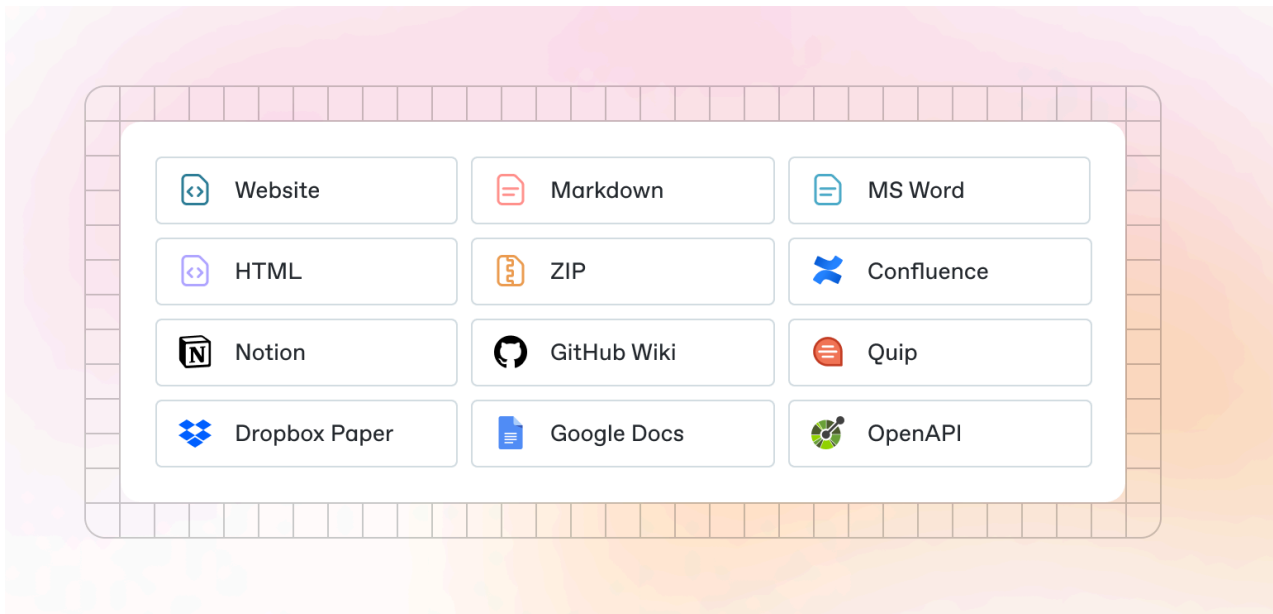 Website
Markdown
MS Word
HTML
ZIP
Confluence
Notion
GitHub Wiki
Quip
Dropbox Paper
Google Docs
OpenAPI